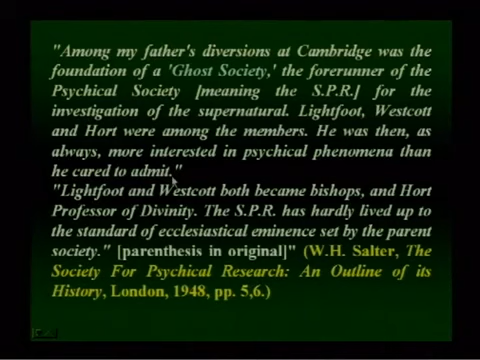 "Among my father's diversions at Cambridge was the
foundation of a 'Ghost Society,' the forerunner of the
Psychical Society [meaning the S.P.R.] for the
investigation of the supernatural. Lightfoot, Westcott
and Hort were among the members. He was then, as
always, more interested in psychical phenomena than
he cared to admit."
"Lightfoot and Westcott both became bishops, and Hort
Professor of Divinity. The S.P.R. has hardly lived up to
the standard of ecclesiastical eminence set by the parent
society." [parenthesis in original]" (W.H. Salter, The
Society For Psychical Research: An Outline of its
History, London, 1948, pp. 5,6.)